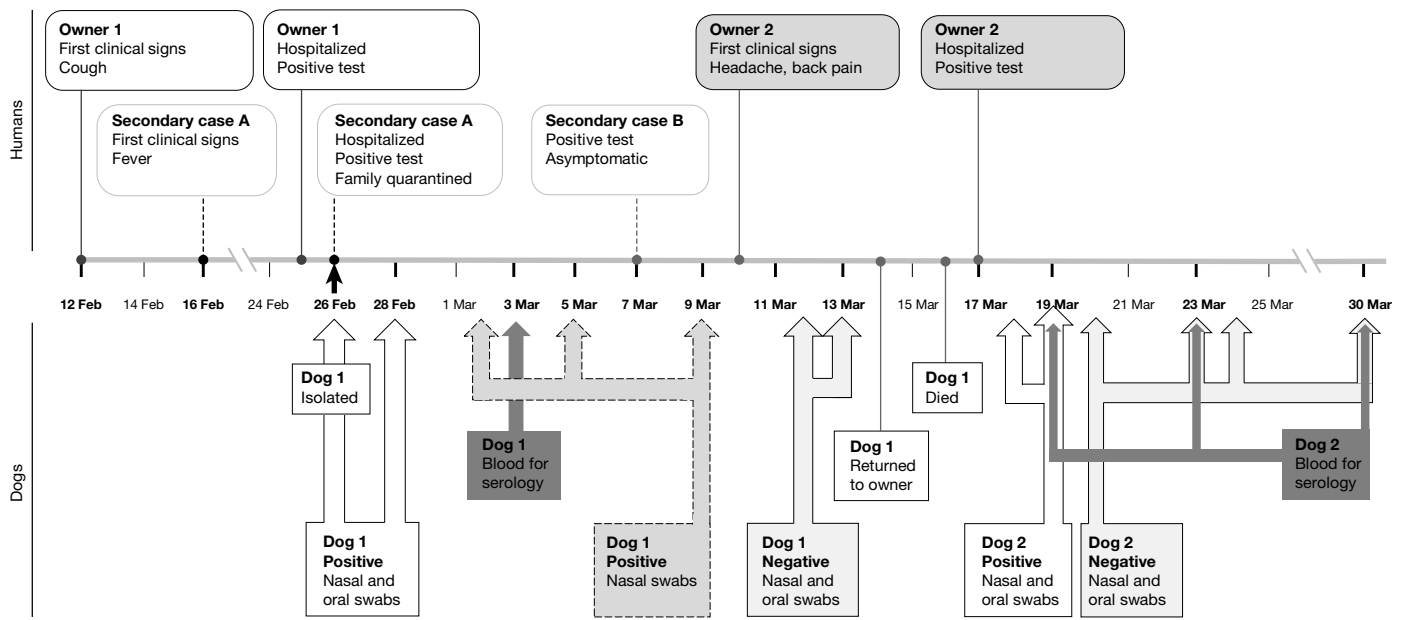 Humans
Owner 1
First clinical signs
Cough
Owner 1
Hospitalized
Positive test
Owner 2
First clinical signs
Headache, back pain
Owner 2
Hospitalized
Positive test
Secondary case A
First clinical signs
Fever
Secondary case A
Hospitalized
Positive test
Family quarantined
Secondary case B
Positive test
Asymptomatic
12 Feb
14 Feb
16 Feb
24 Feb
26 Feb
28 Feb
1 Mar
3 Mar
5 Mar
7 Mar
9 Mar
11 Mar
13 Mar
15 Mar
17 Mar
19 Mar
21 Mar
23 Mar
25 Mar
30 Mar
Dogs
Dog 1
Isolated
Dog 1
Died
Dog 1
Blood for
serology
Dog 1
Returned
to owner
Dog 2
Blood for
serology
Dog 1
Positive
Nasal and
oral swabs
Dog 1
Positive
Nasal swabs
Dog 1
Negative
Nasal and
oral swabs
Dog 2
Positive
Nasal and
oral swabs
Dog 2
Negative
Nasal and
oral swabs